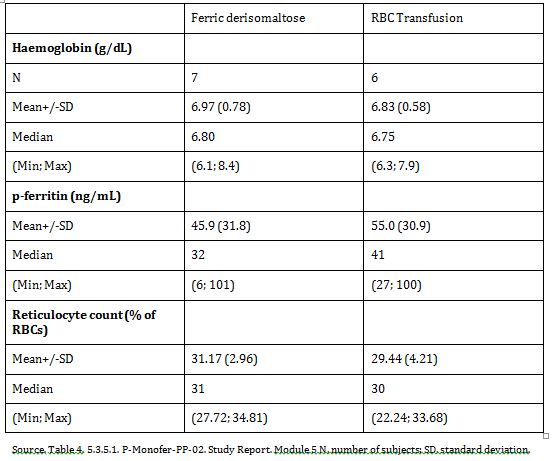 Ferric derisomaltose RBC Transfusion
Haemoglobin (g/dL)
N 7 6
Mean+/-SD 6.97 (0.78) 6.83 (0.58)
Median 6.80 6.75
(Min; Max) (6.1; 8.4) (6.3; 7.9)
p-ferritin (ng/mL)
Mean+/-SD 45.9 (31.8) 55.0 (30.9)
Median 32 41
(Min; Max) (6; 101) (27; 100)
Reticulocyte count (% of
RBCs)
Mean+/-SD 31.17 (2.96) 29.44 (4.21)
Median 31 30
(Min; Max) (27.72; 34.81) (22.24; 33.68)
Source. Table 4, 5.3.5.1. P-Monofer-PP-02. Study Report. Module 5 N, number of subjects; SD, standard deviation